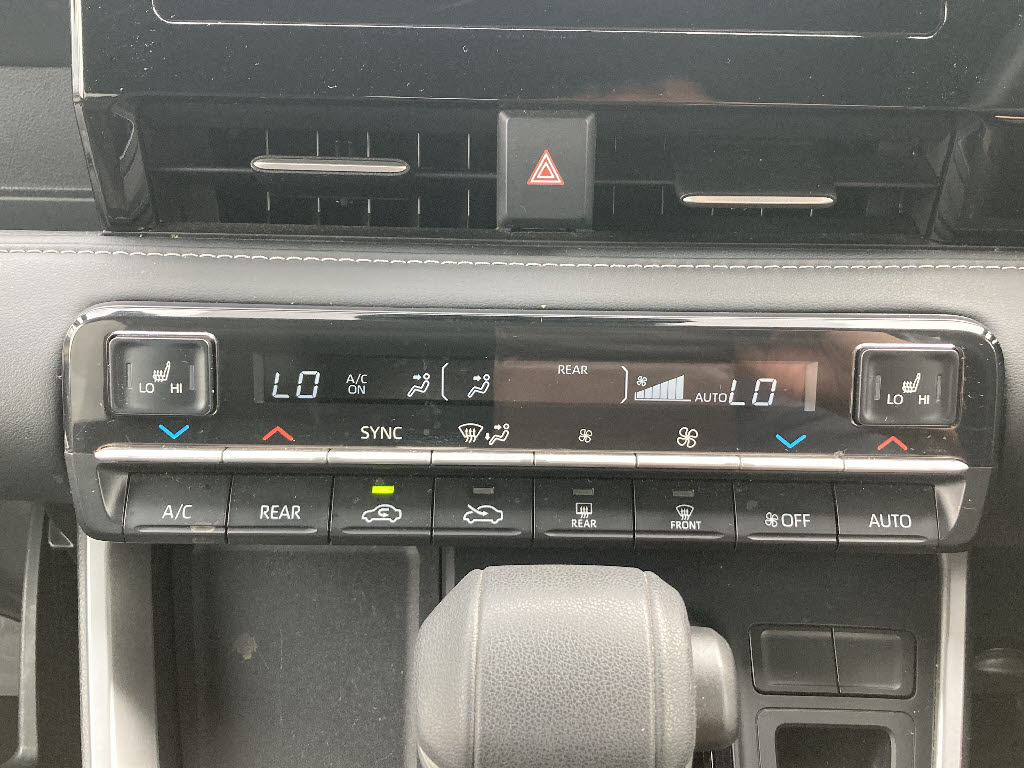 LO HI
LO
A/C
ON
REAR
AUTO LO
LO HI
SYNC
A/C
REAR
REAR
FRONT
OFF
AUTO